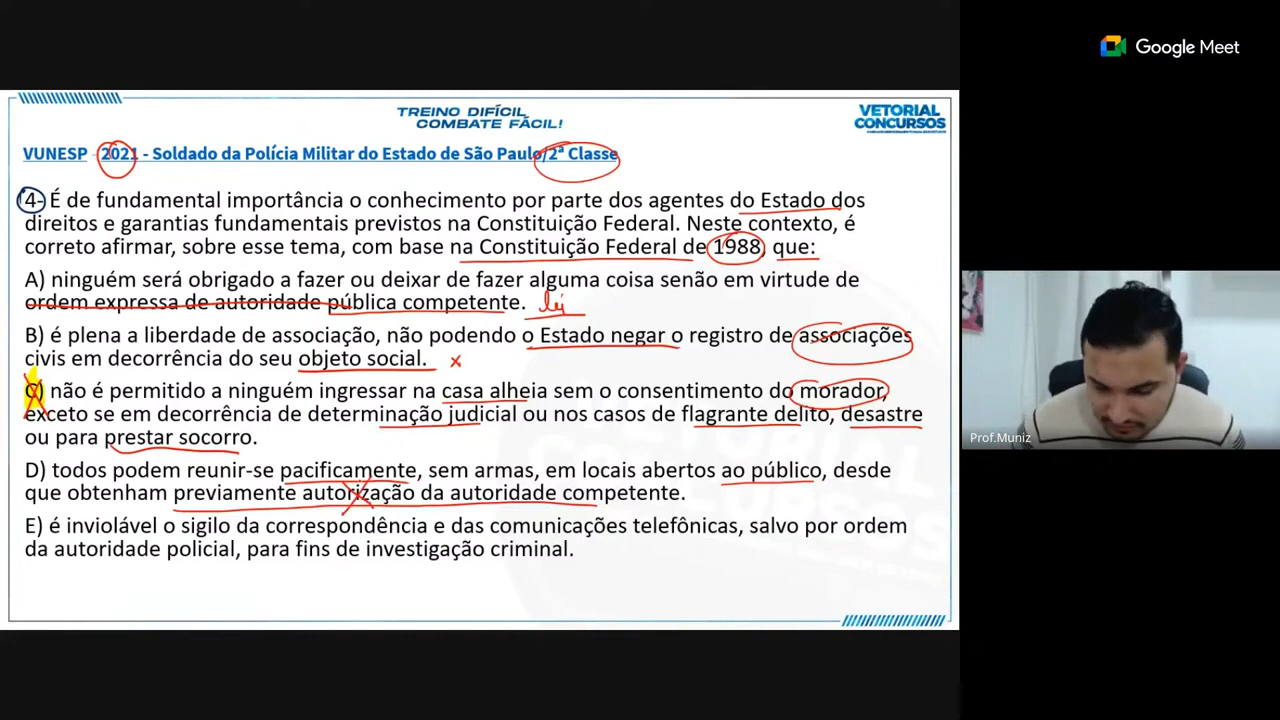 Google Meet
TREINO DIFÍCIL
COMBATE FÁCIL!
VETORIAL
CONCURSOS
VUNESP - 2021 - Soldado da Polícia Militar do Estado de São Paulo/2ª Classe
4- É de fundamental importância o conhecimento por parte dos agentes do Estado dos
direitos e garantias fundamentais previstos na Constituição Federal. Neste contexto, é
correto afirmar, sobre esse tema, com base na Constituição Federal de 1988, que:
A) ninguém será obrigado a fazer ou deixar de fazer alguma coisa senão em virtude de
ordem expressa de autoridade pública competente. lei
B) é plena a liberdade de associação, não podendo o Estado negar o registro de associações
civis em decorrência do seu objeto social. x
C) não é permitido a ninguém ingressar na casa alheia sem o consentimento do morador,
exceto se em decorrência de determinação judicial ou nos casos de flagrante delito, desastre
ou para prestar socorro.
D) todos podem reunir-se pacificamente, sem armas, em locais abertos ao público, desde
que obtenham previamente autorização da autoridade competente.
Prof.Muniz
E) é inviolável o sigilo da correspondência e das comunicações telefônicas, salvo por ordem
da autoridade policial, para fins de investigação criminal.